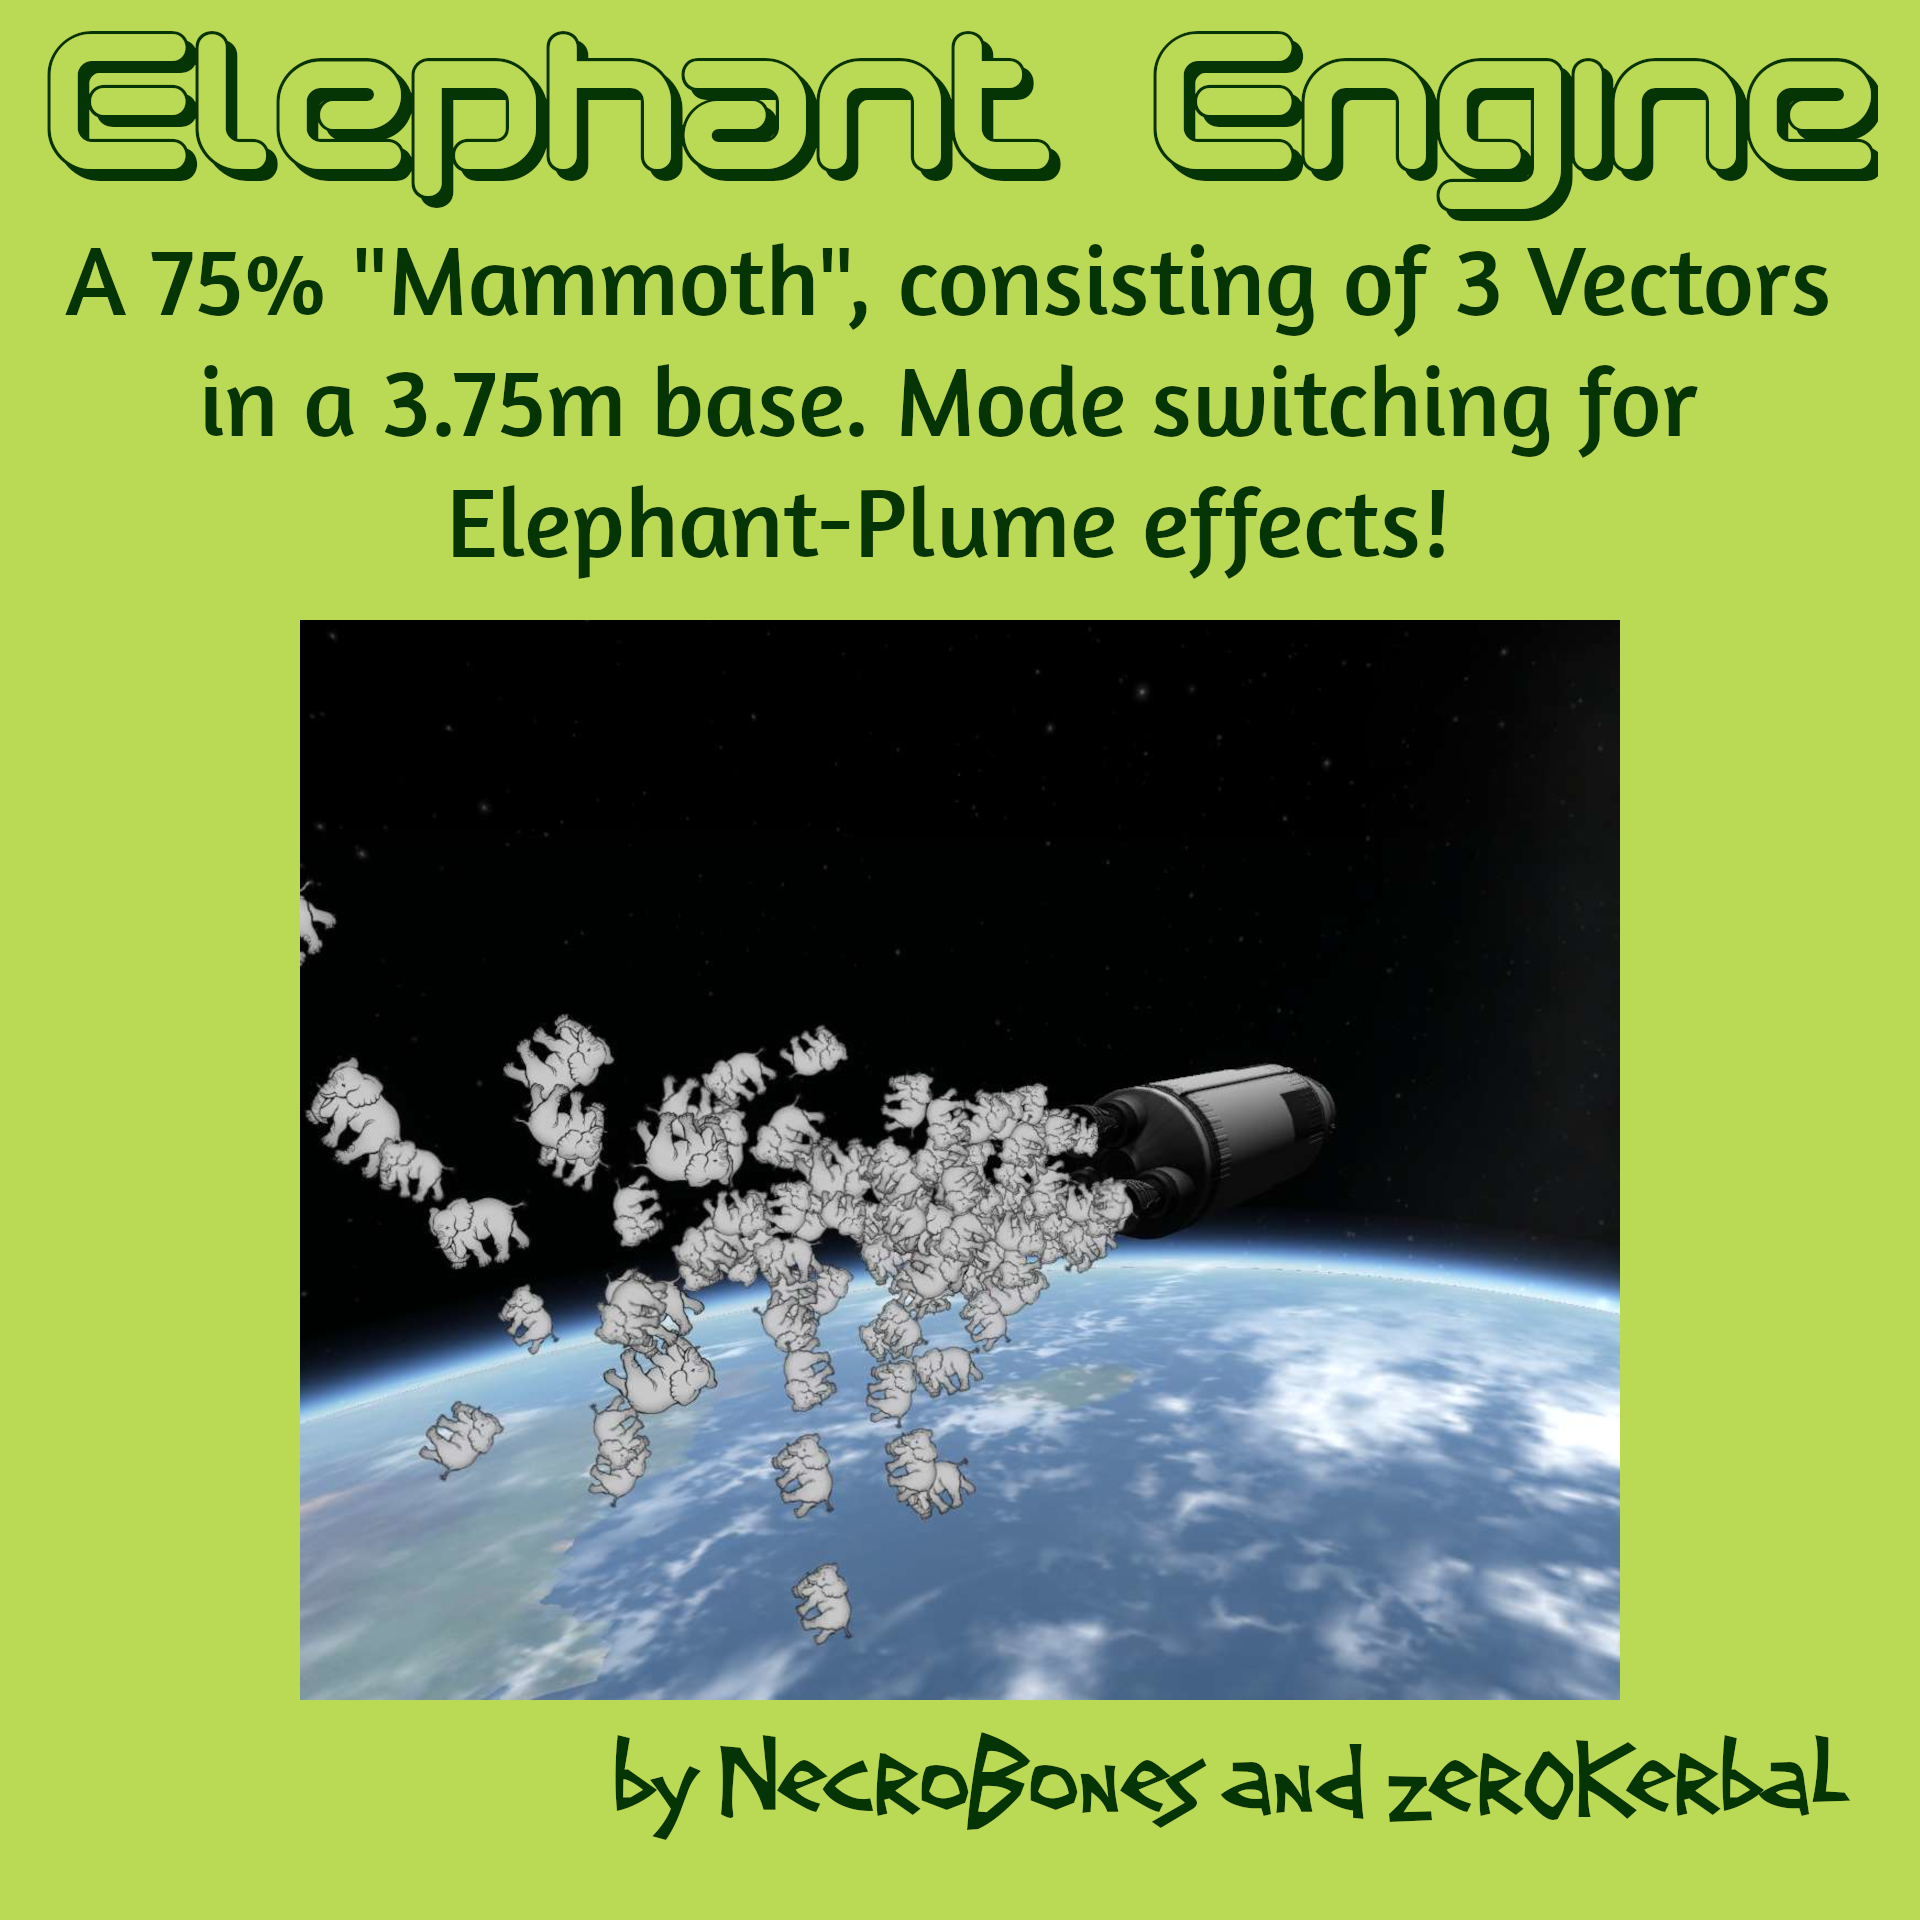 Elephant Engine
A 75% "Mammoth", consisting of 3 Vectors
in a 3.75m base. Mode switching for
Elephant-Plume effects!
by NecroBones and zer0Kerbal